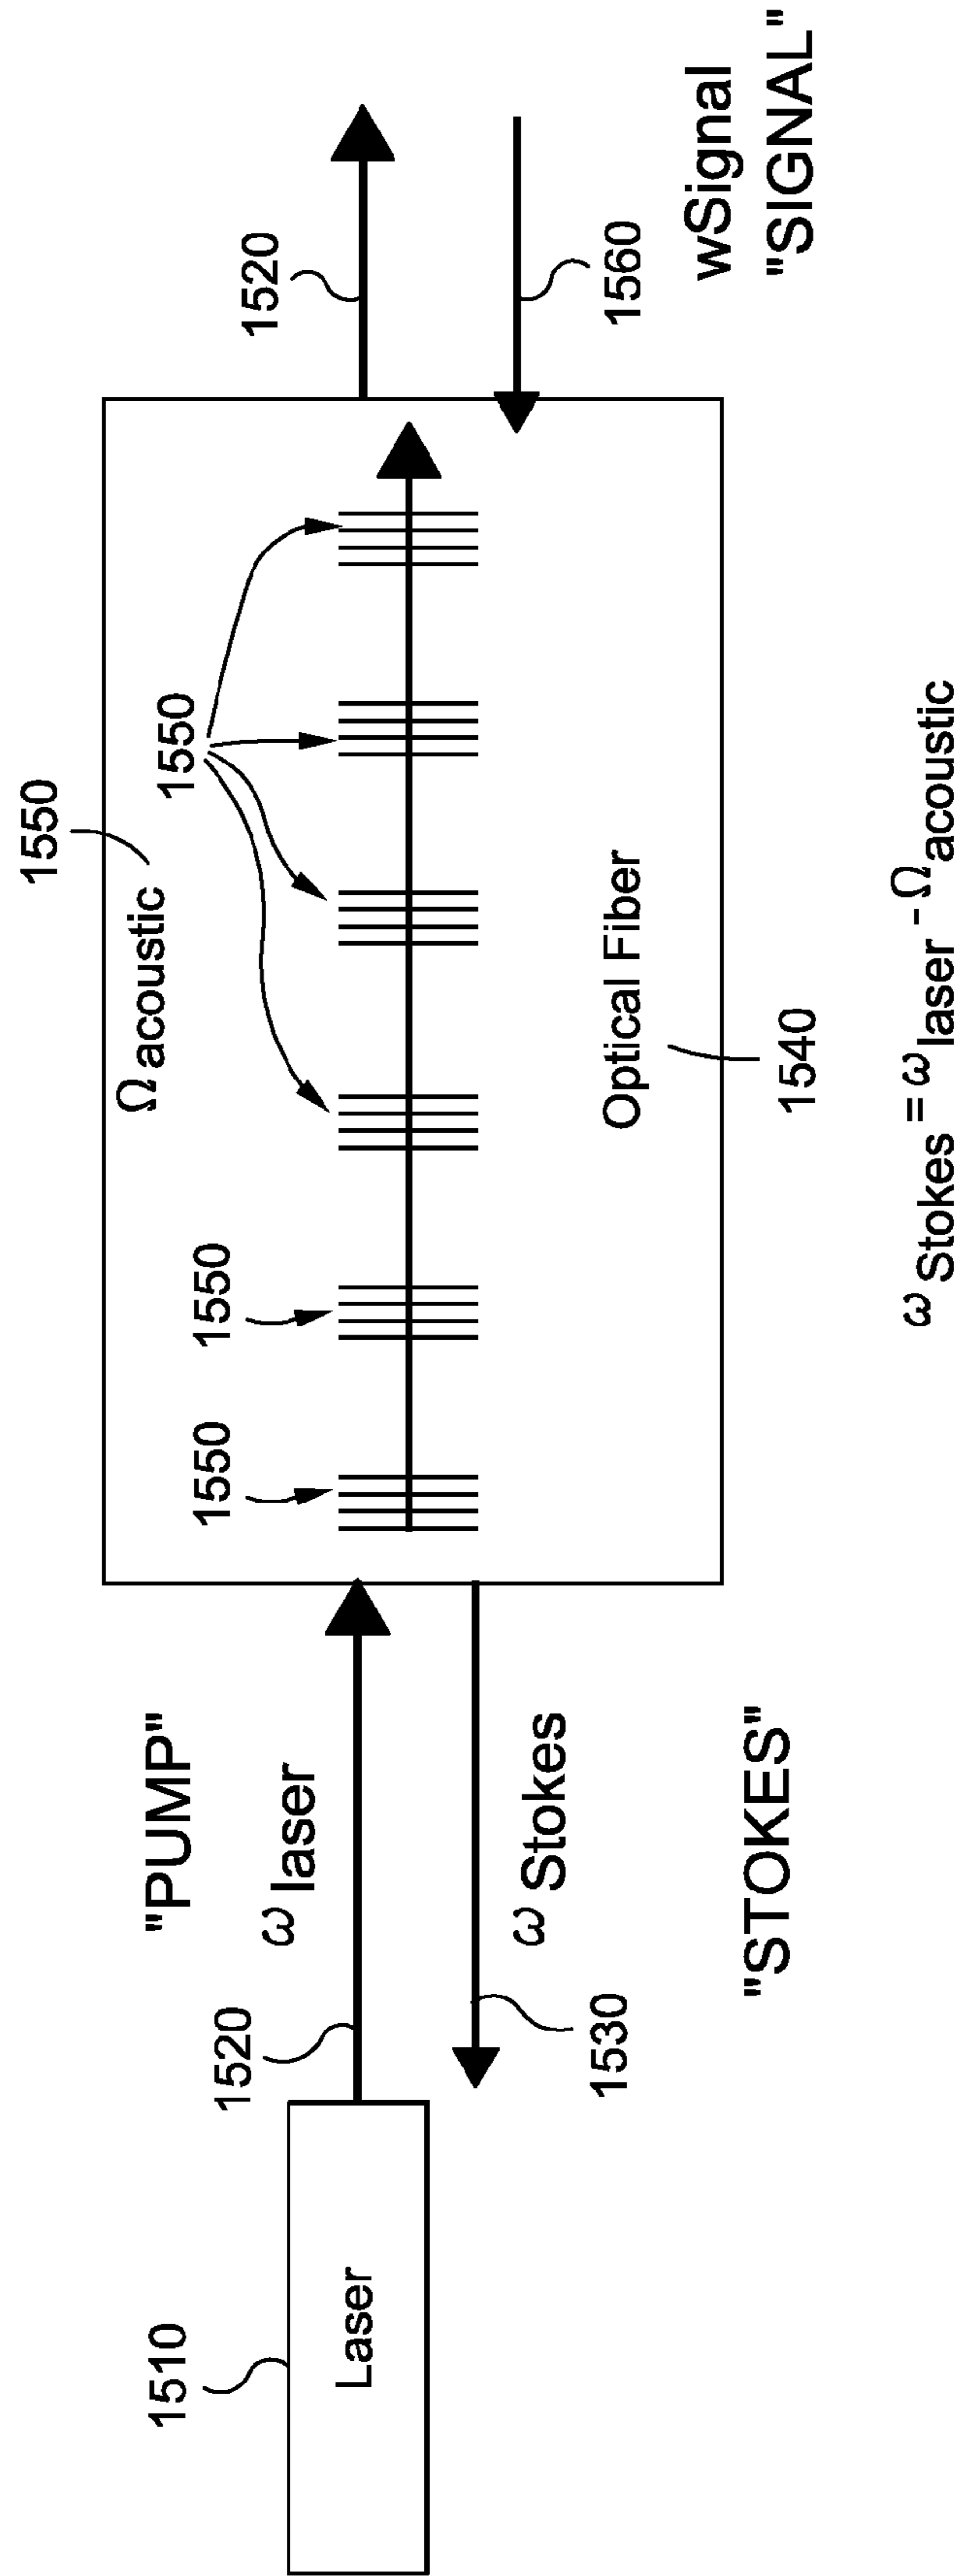 1550
Ω acoustic
1550
1550
1550
"PUMP"
1510
1520
ω laser
1520
Laser
ω Stokes
1530
Optical Fiber
1540
1560
"STOKES"
wSignal
"SIGNAL"
ω Stokes = ω laser - Ω acoustic